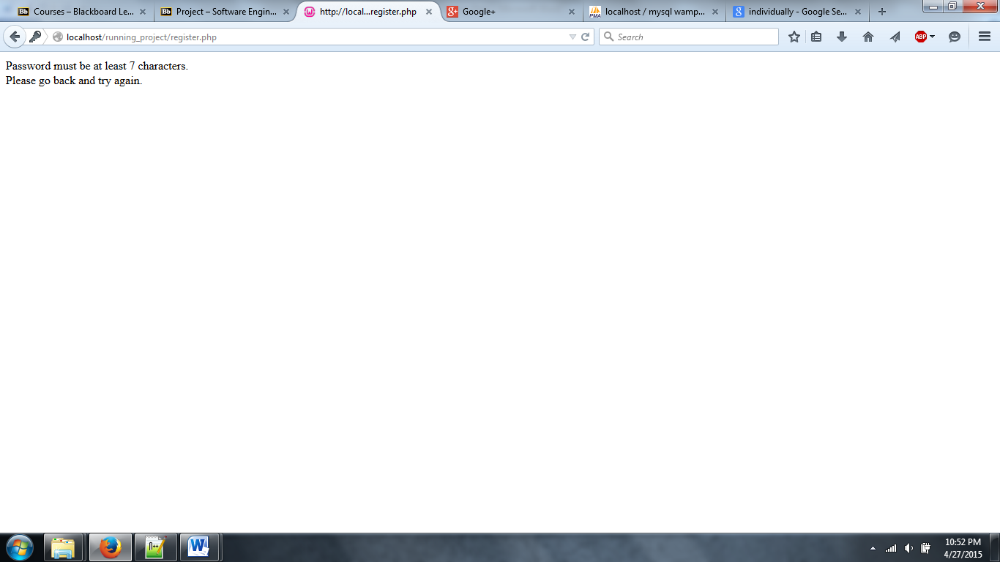 Courses – Blackboard Le...
Project – Software Engin...
http://local...register.php
Google+
localhost / mysql wamp...
individually - Google Se...
localhost/running_project/register.php
Search
ABP
Password must be at least 7 characters.
Please go back and try again.
10:52 PM
4/27/2015